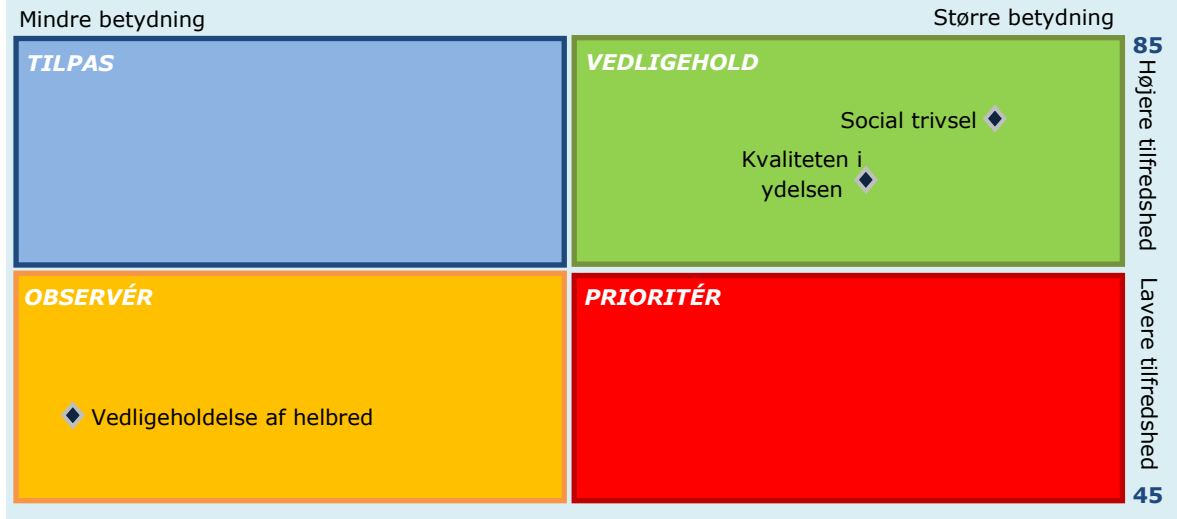 Mindre betydning
Større betydning
TILPAS
VEDLIGEHOLD
85
Højere tilfredshed
Social trivsel
Kvaliteten i
ydelsen
OBSERVÉR
PRIORITÉR
Lavere tilfredshed
Vedligeholdelse af helbred
45